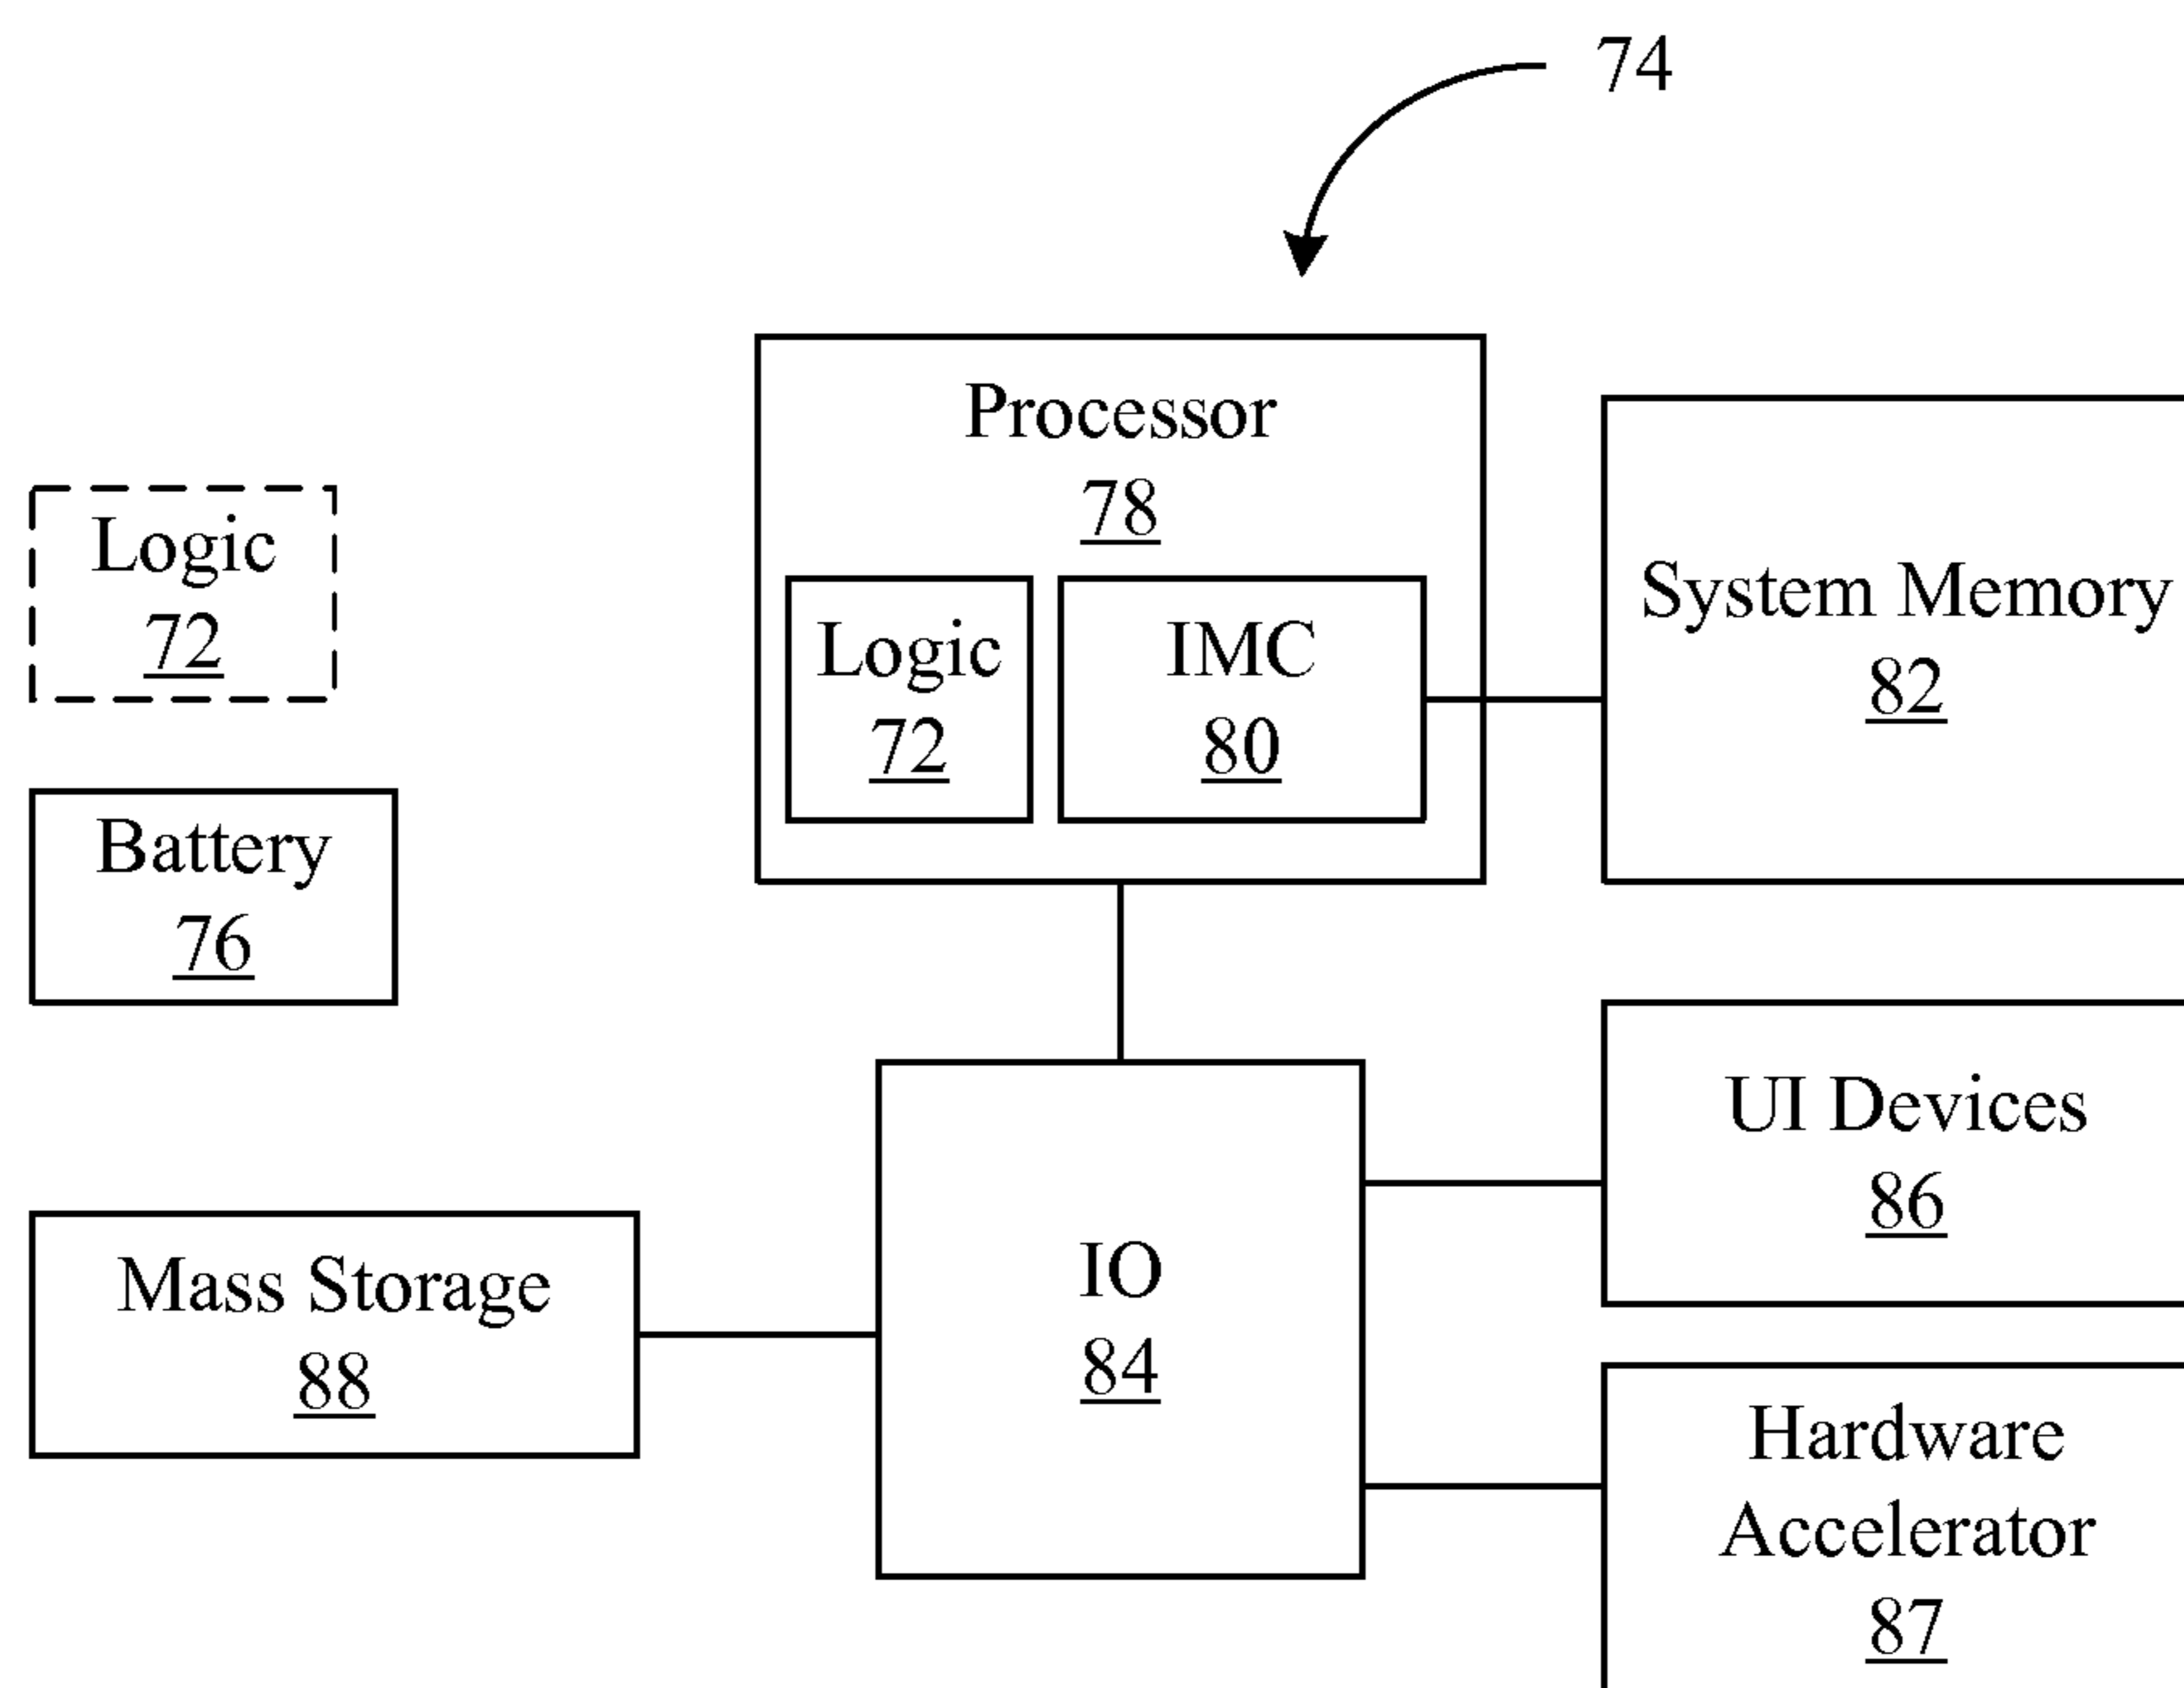 74
Processor
78
Logic
72
IMC
80
System Memory
82
Logic
72
Battery
76
Mass Storage
88
IO
84
UI Devices
86
Hardware
Accelerator
87